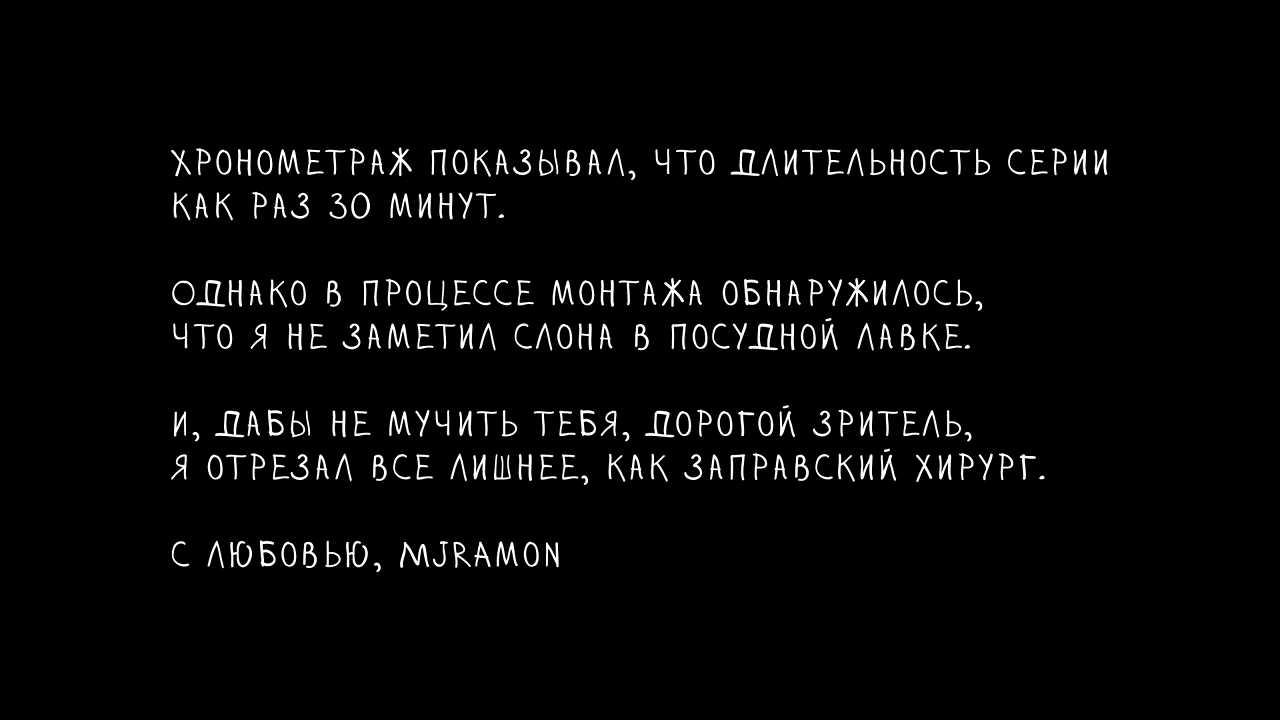 ХРОНОМЕТРАЖ ПОКАЗЫВАЛ, ЧТО ДЛИТЕЛЬНОСТЬ СЕРИИ
КАК РАЗ 30 МИНУТ.
ОДНАКО В ПРОЦЕССЕ МОНТАЖА ОБНАРУЖИЛОСЬ,
ЧТО Я НЕ ЗАМЕТИЛ СЛОНА В ПОСУДНОЙ ЛАВКЕ.
И, ДАБЫ НЕ МУЧИТЬ ТЕБЯ, ДОРОГОЙ ЗРИТЕЛЬ,
Я ОТРЕЗАЛ ВСЕ ЛИШНЕЕ, КАК ЗАПРАВСКИЙ ХИРУРГ.
С ЛЮБОВЬЮ, MJRAMON